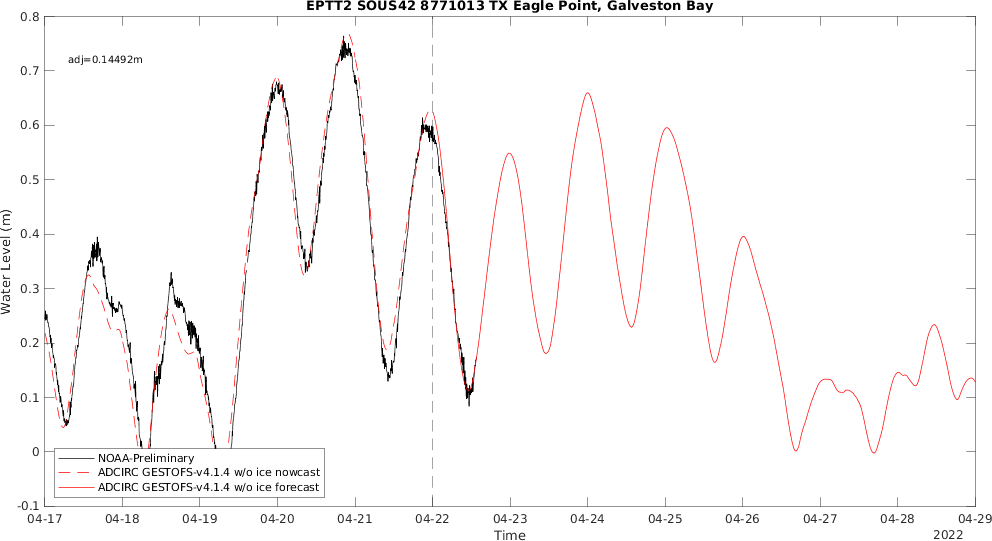 EPTT2 SOUS42 8771013 TX Eagle Point, Galveston Bay
0.8
adj=0.14492m
0.7
0.6
0.5
0.4
0.3
0.2
0.1
0
-0.1
Water Level (m)
NOAA-Preliminary
ADCIRC GESTOFS-v4.1.4 w/o ice nowcast
ADCIRC GESTOFS-v4.1.4 w/o ice forecast
04-17 04-18 04-19 04-20 04-21 04-22 04-23 04-24 04-25 04-26 04-27 04-28 04-29
Time
2022